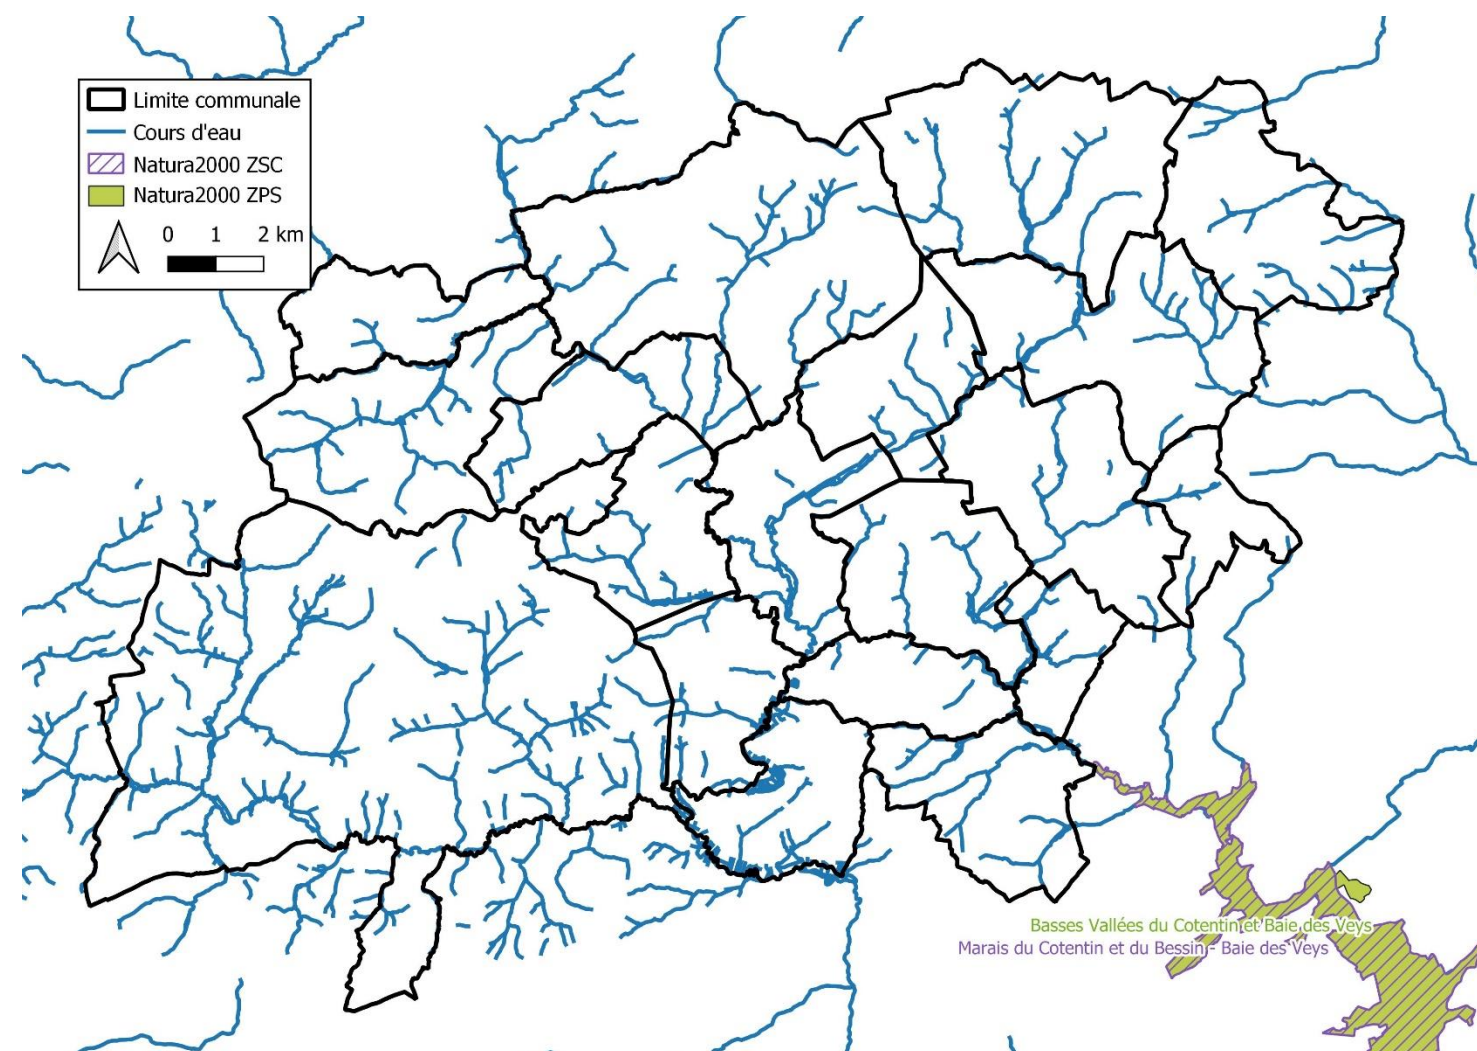 Limite communale
Cours d'eau
Natura2000 ZSC
Natura2000 ZPS
0 1 2 km
Basses Vallées du Cotentin et Baie des Veys
Marais du Cotentin et du Bessin - Baie des Veys